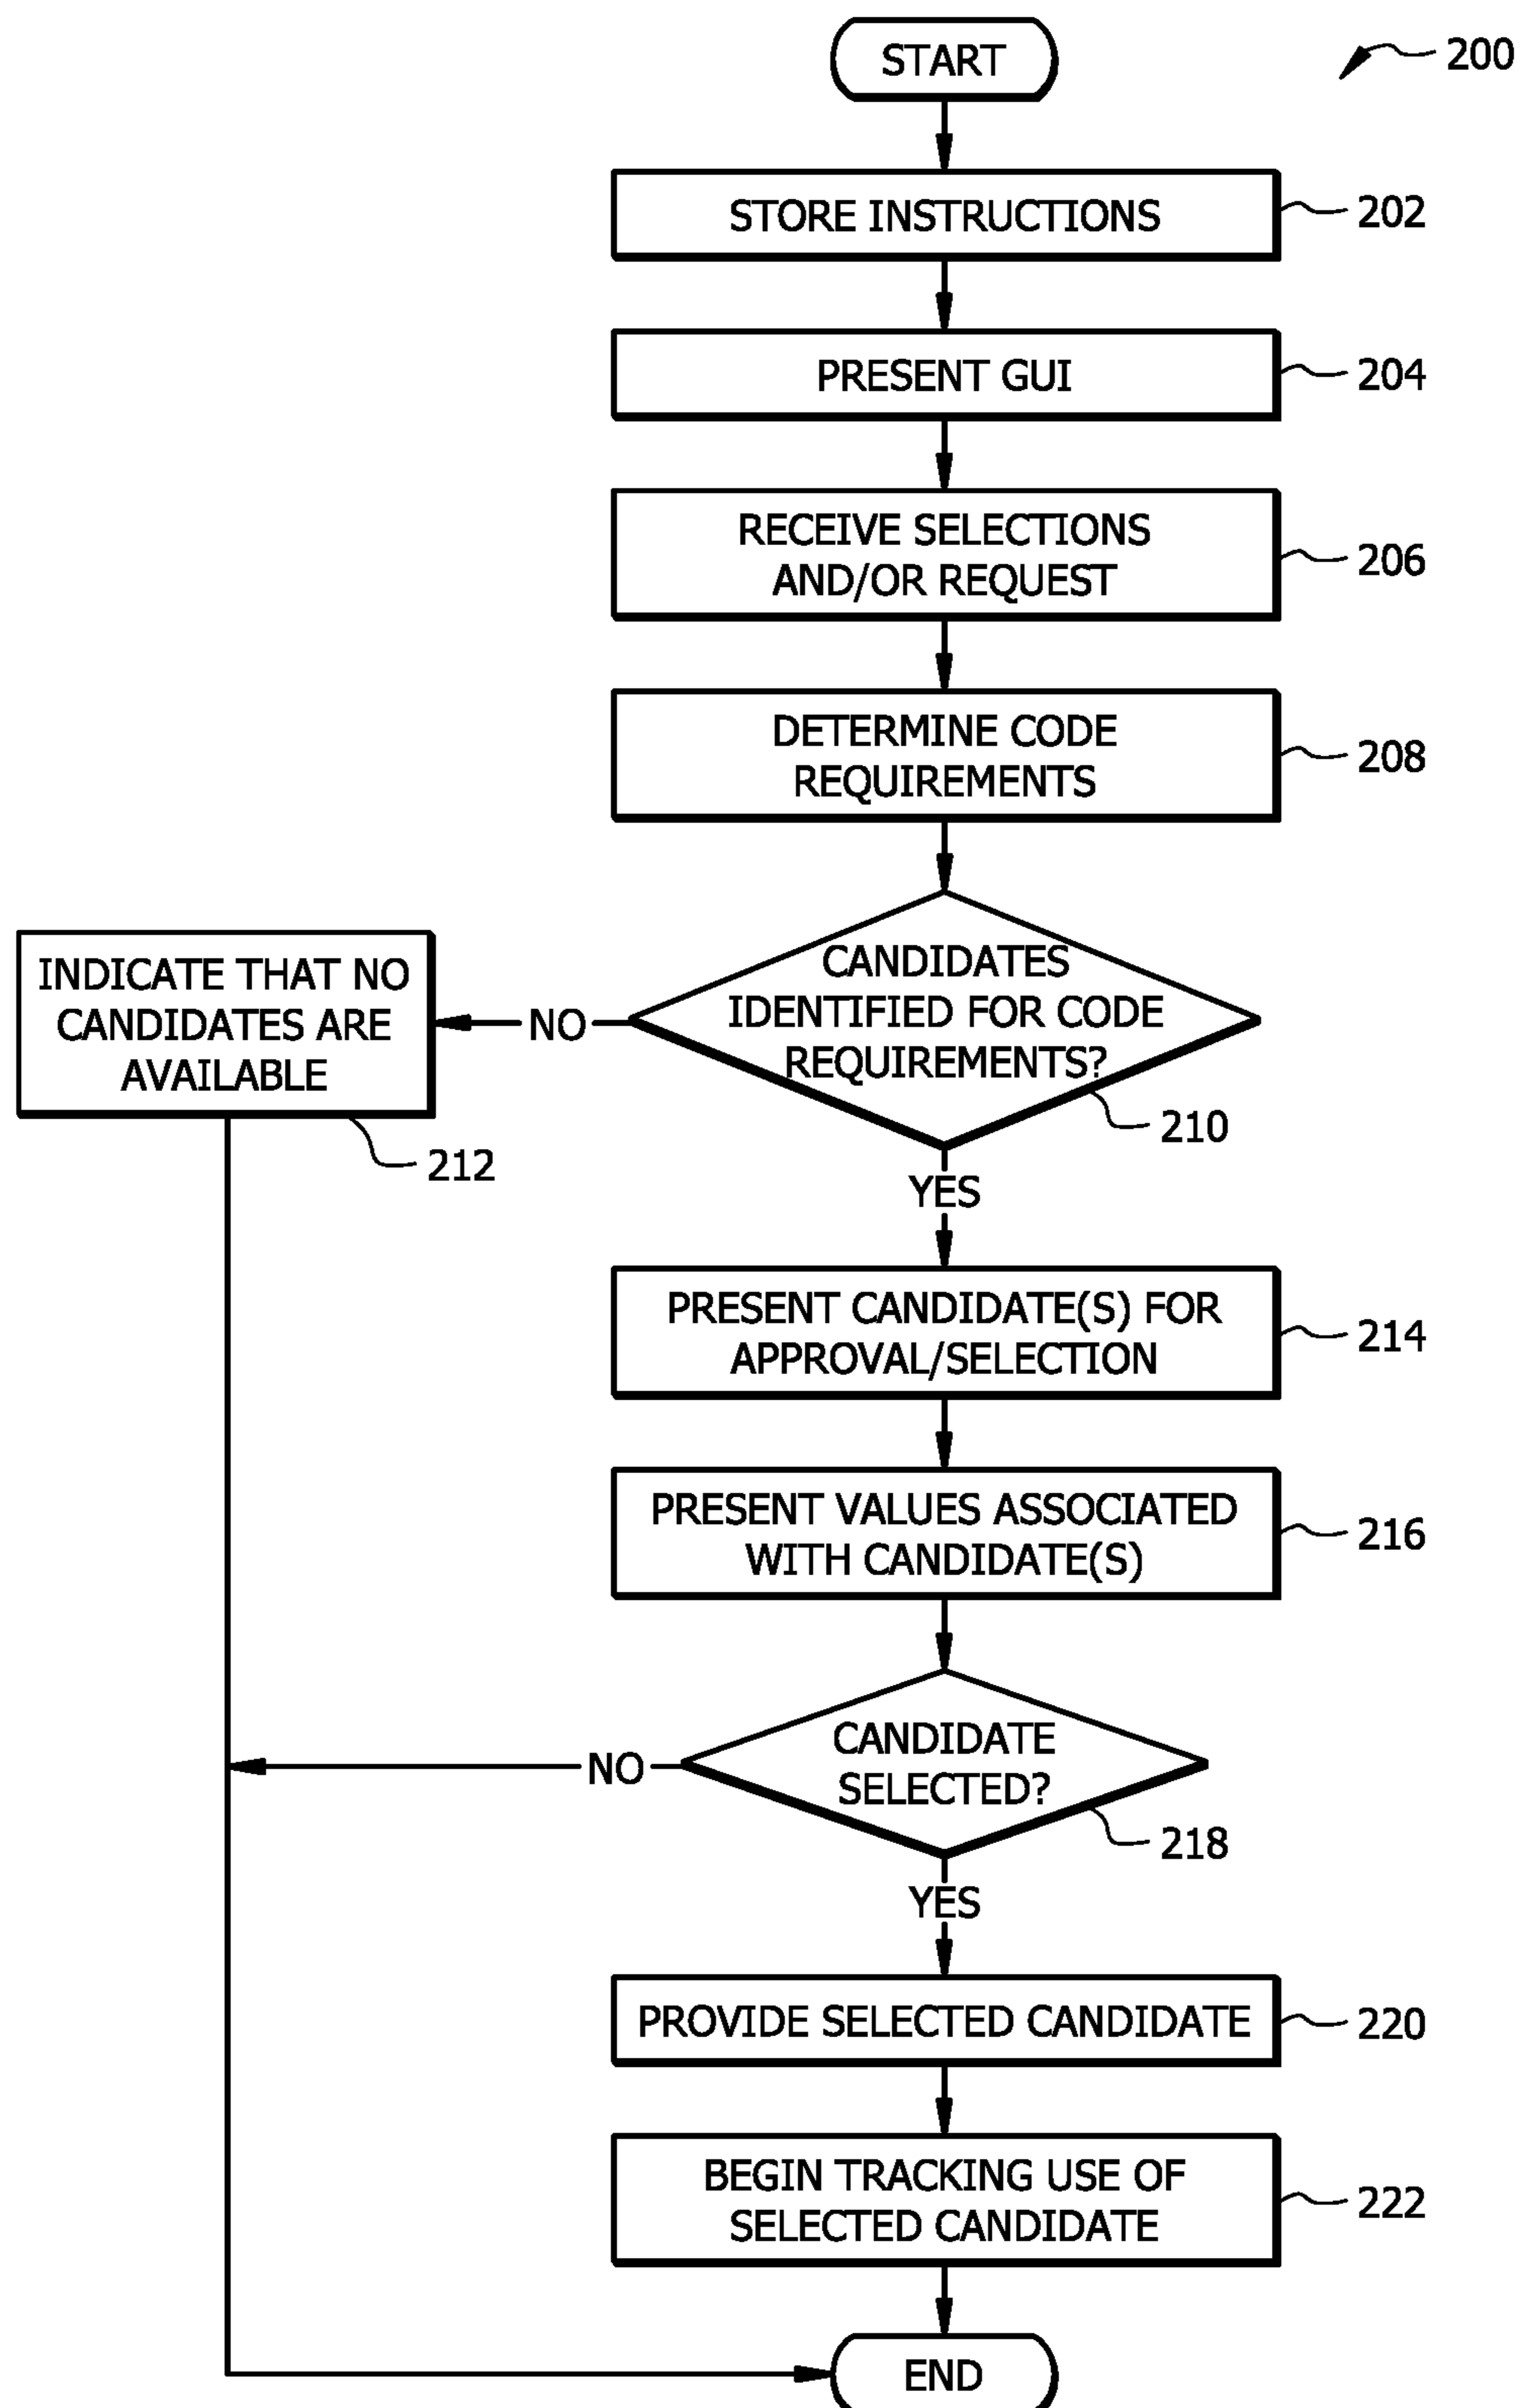 START
200
STORE INSTRUCTIONS
202
PRESENT GUI
204
RECEIVE SELECTIONS
AND/OR REQUEST
206
DETERMINE CODE
REQUIREMENTS
208
CANDIDATES
IDENTIFIED FOR CODE
REQUIREMENTS?
210
NO
INDICATE THAT NO
CANDIDATES ARE
AVAILABLE
212
YES
PRESENT CANDIDATE(S) FOR
APPROVAL/SELECTION
214
PRESENT VALUES ASSOCIATED
WITH CANDIDATE(S)
216
CANDIDATE
SELECTED?
218
NO
YES
PROVIDE SELECTED CANDIDATE
220
BEGIN TRACKING USE OF
SELECTED CANDIDATE
222
END